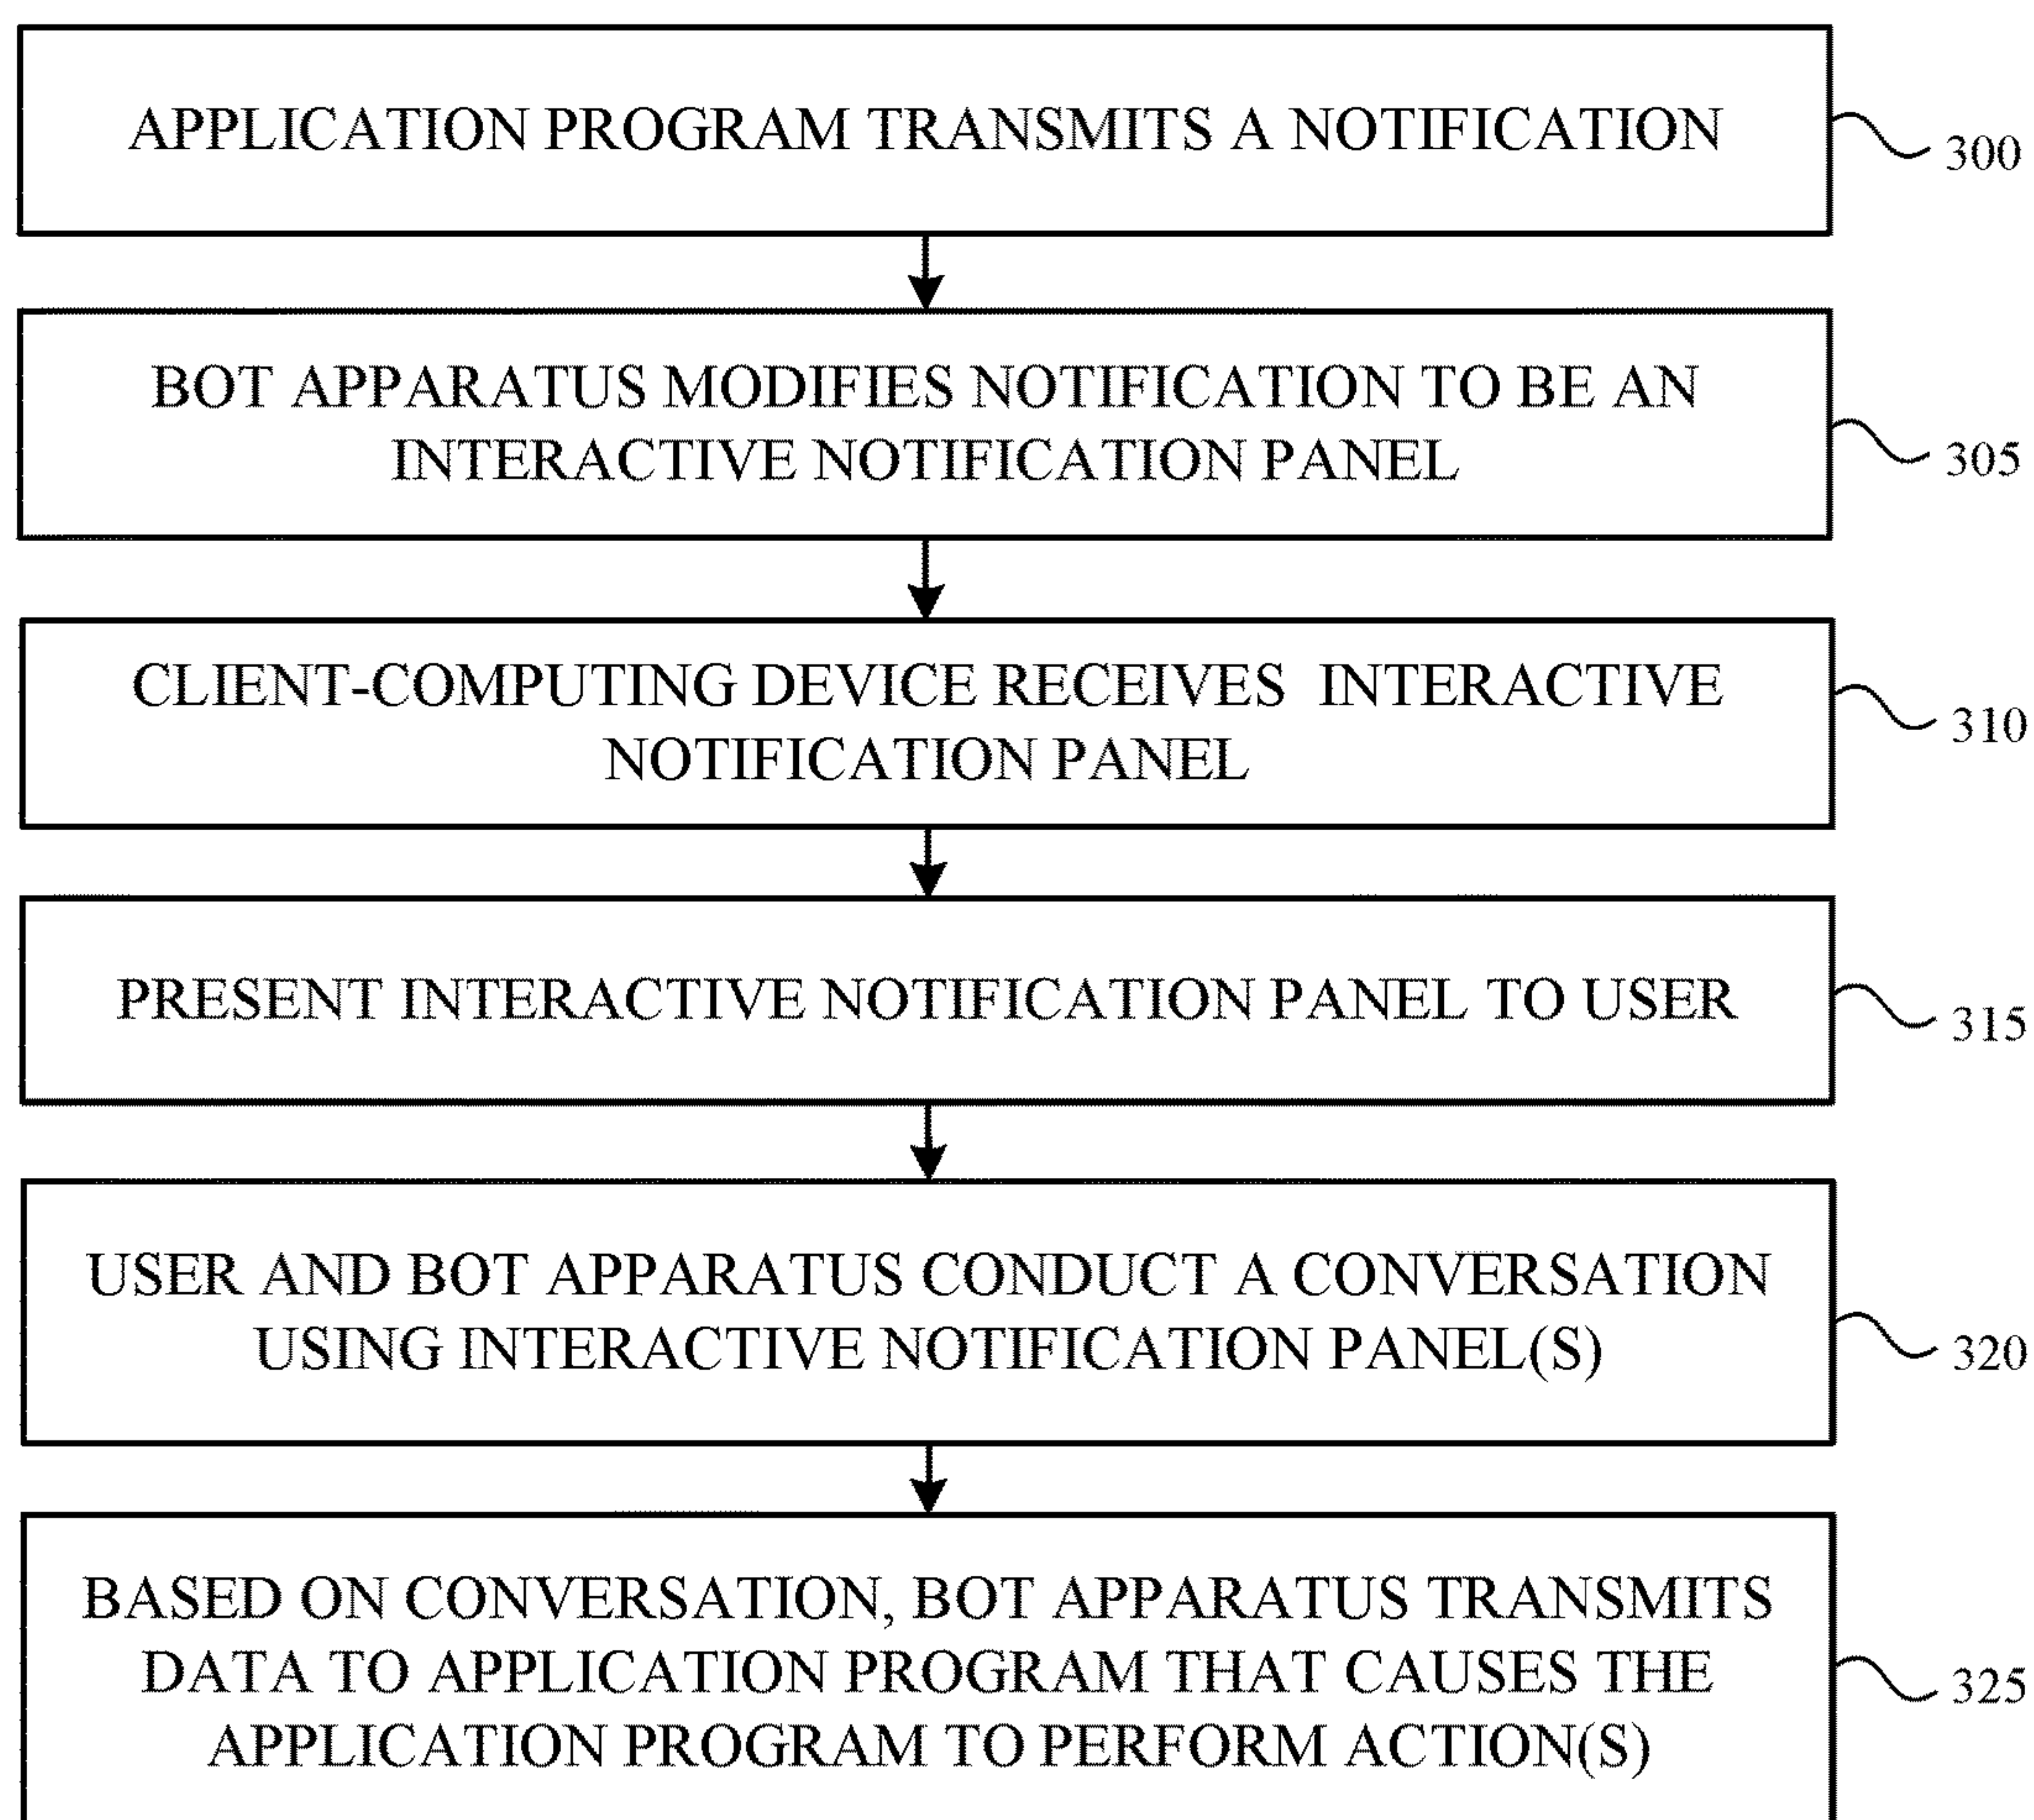 APPLICATION PROGRAM TRANSMITS A NOTIFICATION
300
BOT APPARATUS MODIFIES NOTIFICATION TO BE AN
INTERACTIVE NOTIFICATION PANEL
305
CLIENT-COMPUTING DEVICE RECEIVES INTERACTIVE
NOTIFICATION PANEL
310
PRESENT INTERACTIVE NOTIFICATION PANEL TO USER
315
USER AND BOT APPARATUS CONDUCT A CONVERSATION
USING INTERACTIVE NOTIFICATION PANEL(S)
320
BASED ON CONVERSATION, BOT APPARATUS TRANSMITS
DATA TO APPLICATION PROGRAM THAT CAUSES THE
APPLICATION PROGRAM TO PERFORM ACTION(S)
325